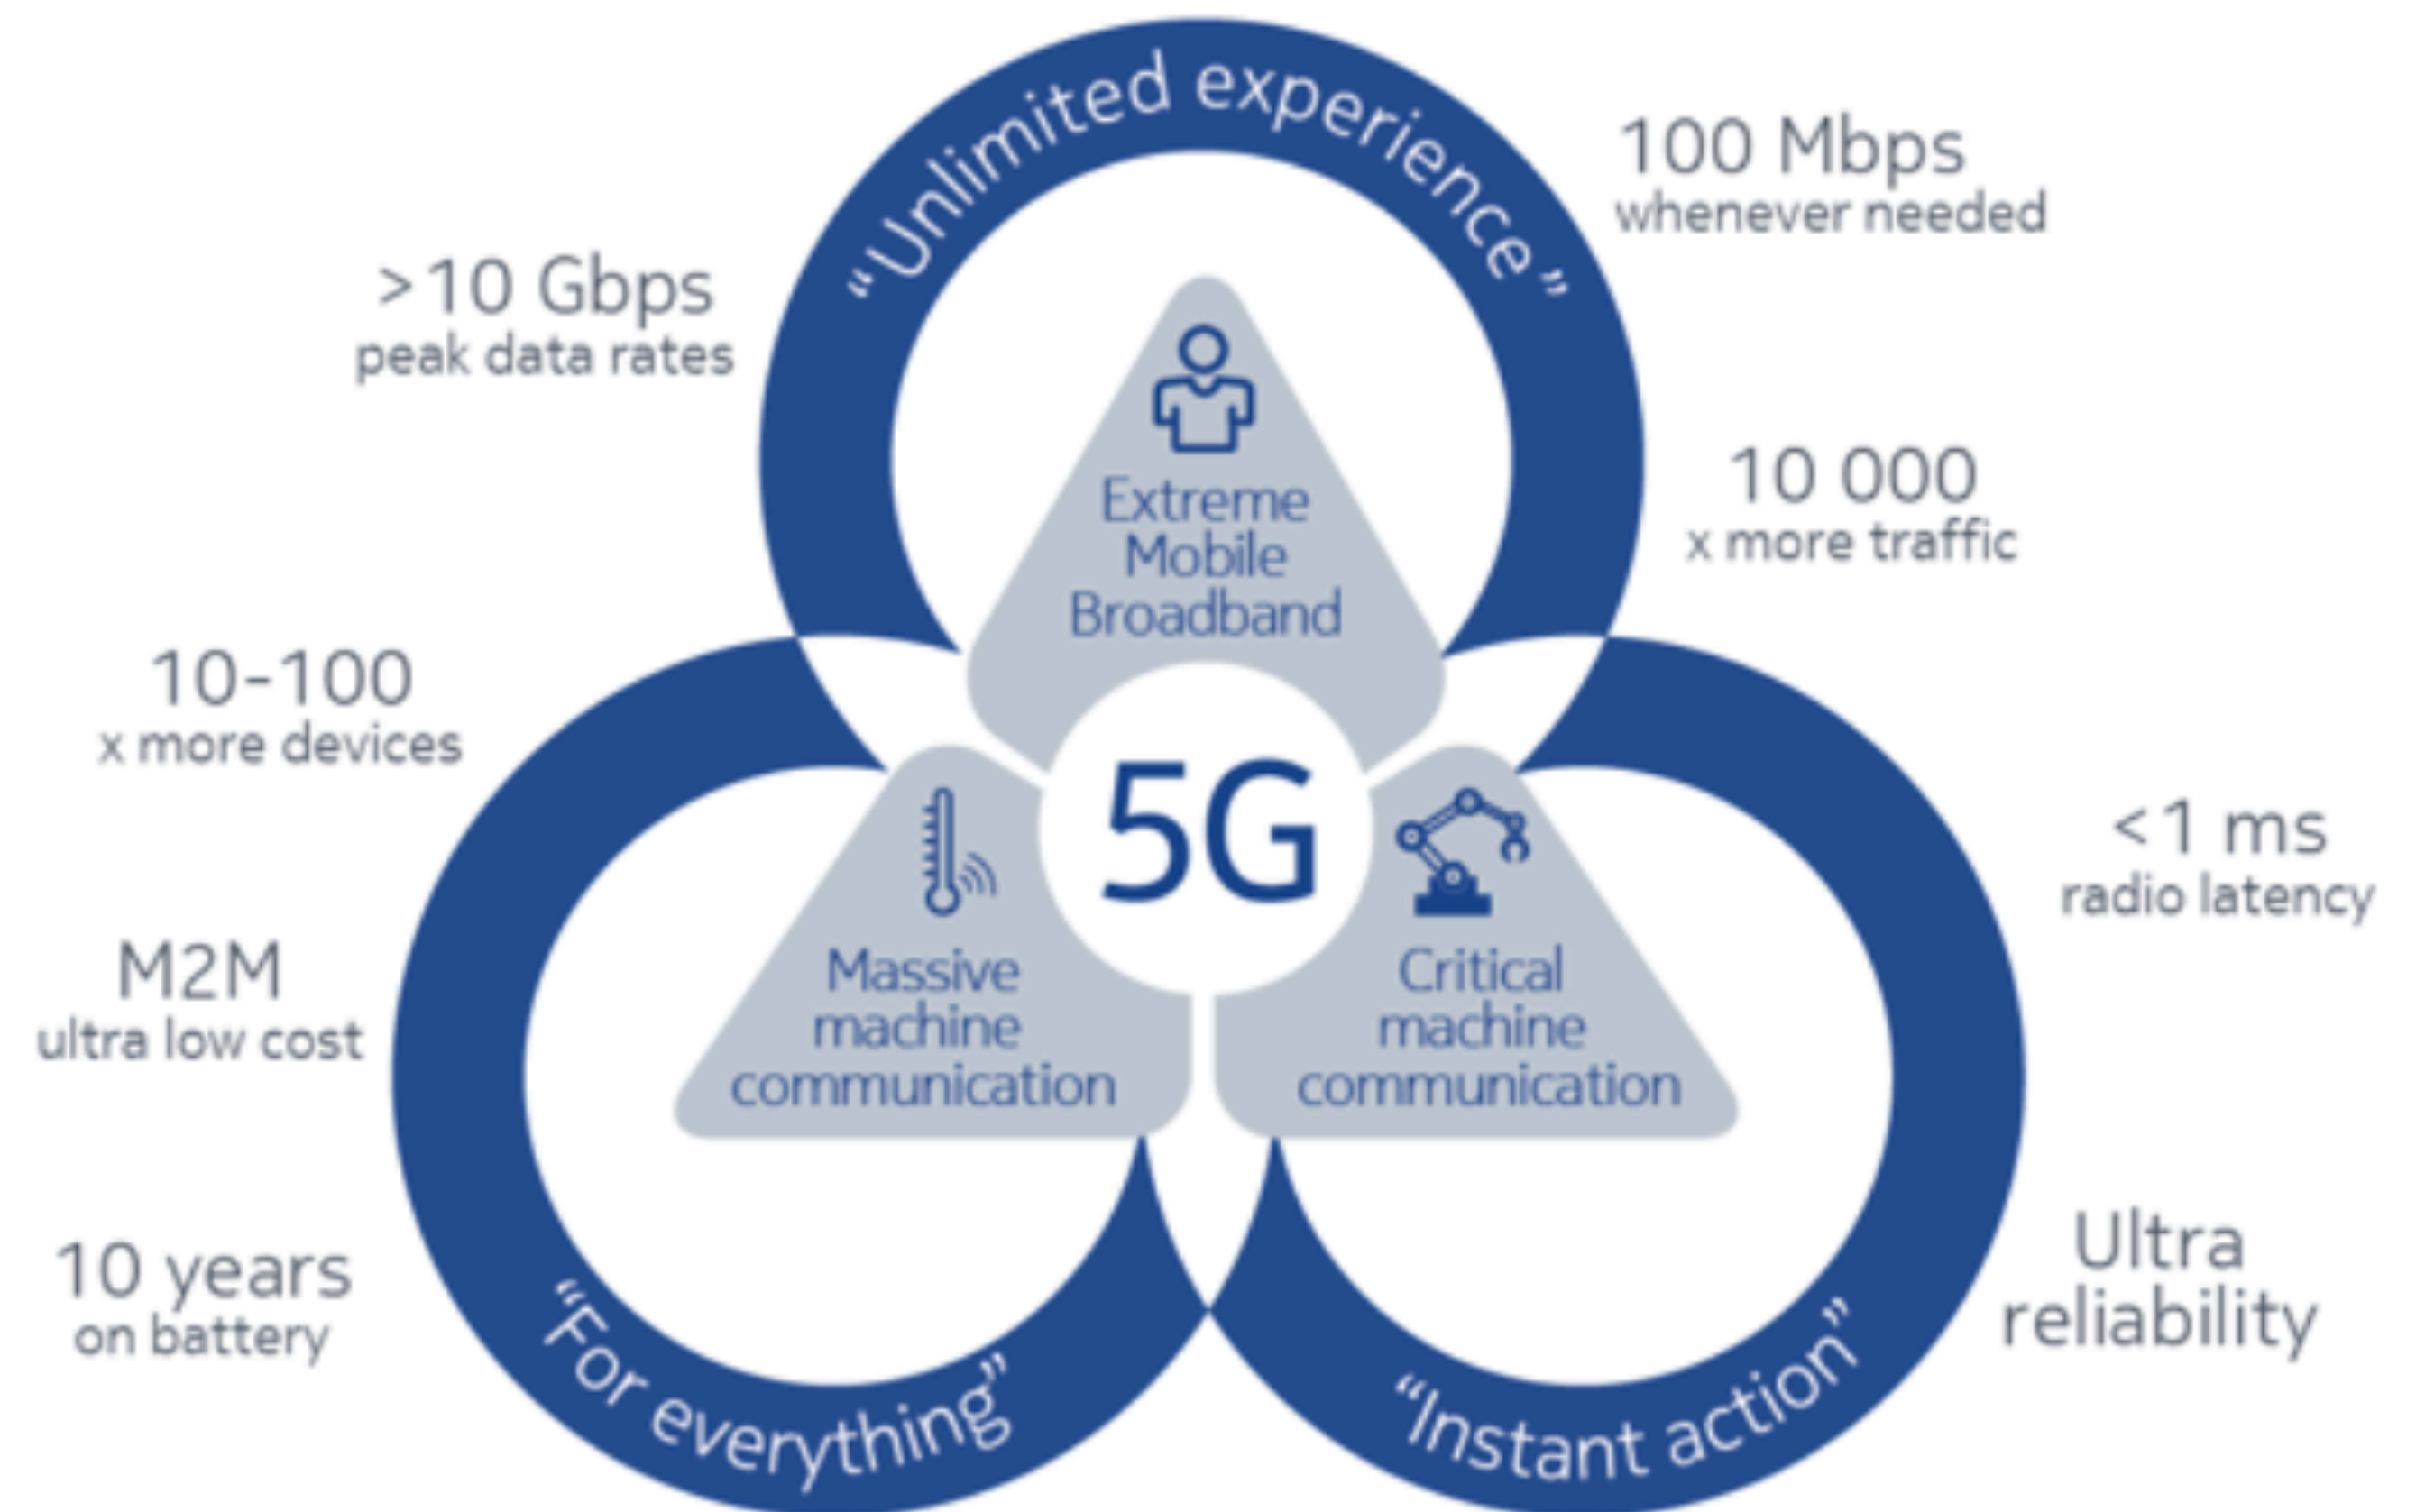 “Unlimited experience”
100 Mbps
whenever needed
>10 Gbps
peak data rates
10 000
x more traffic
Extreme
Mobile
Broadband
10-100
x more devices
5G
<1 ms
radio latency
M2M
ultra low cost
Massive
machine
communication
Critical
machine
communication
10 years
on battery
Ultra
reliability
“For everything”
“Instant action”